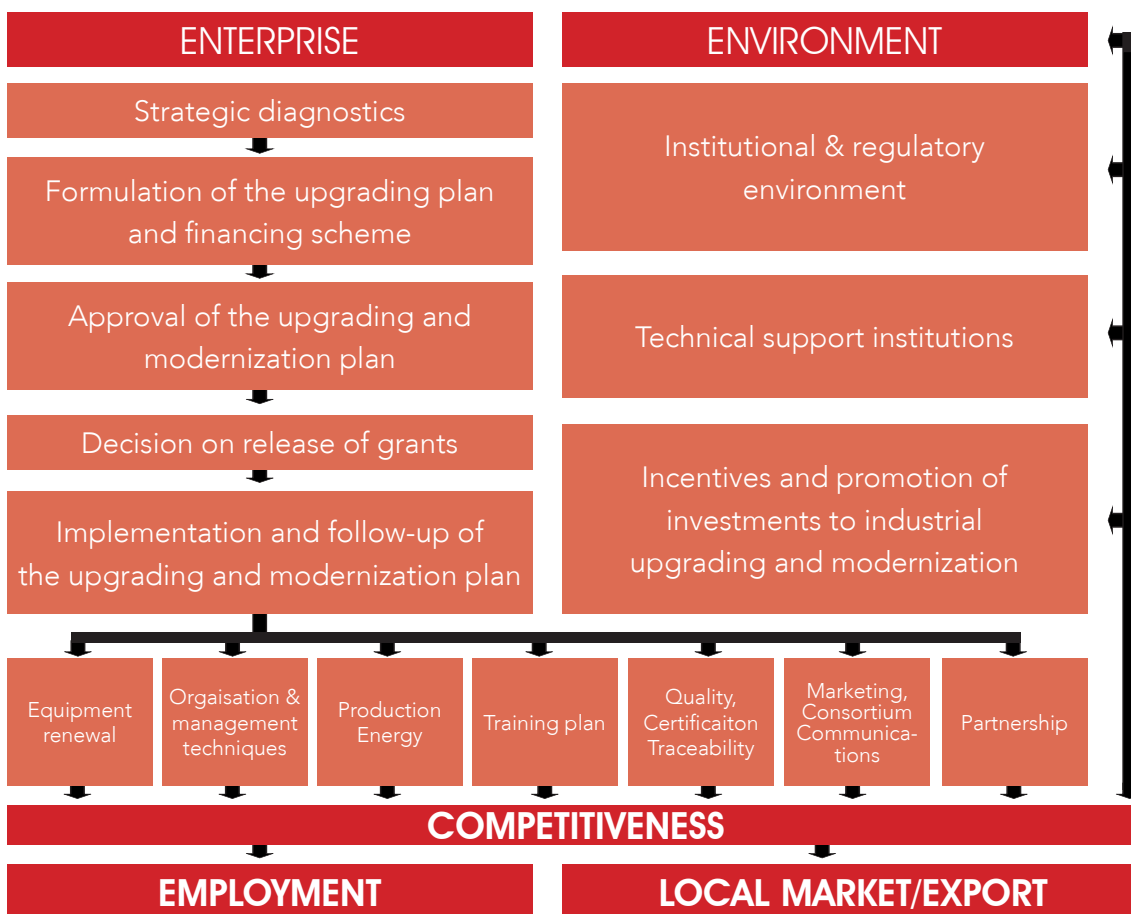 ENTERPRISE
Strategic diagnostics
Formulation of the upgrading plan
and financing scheme
Approval of the upgrading and
modernization plan
Decision on release of grants
Implementation and follow-up of
the upgrading and modernization plan
ENVIRONMENT
Institutional & regulatory
environment
Technical support institutions
Incentives and promotion of
investments to industrial
upgrading and modernization
Equipment
renewal
Orgaisation &
management
techniques
Production
Energy
Training plan
Quality,
Certificaiton
Traceability
Marketing,
Consortium
Communica-
tions
Partnership
COMPETITIVENESS
EMPLOYMENT
LOCAL MARKET/EXPORT